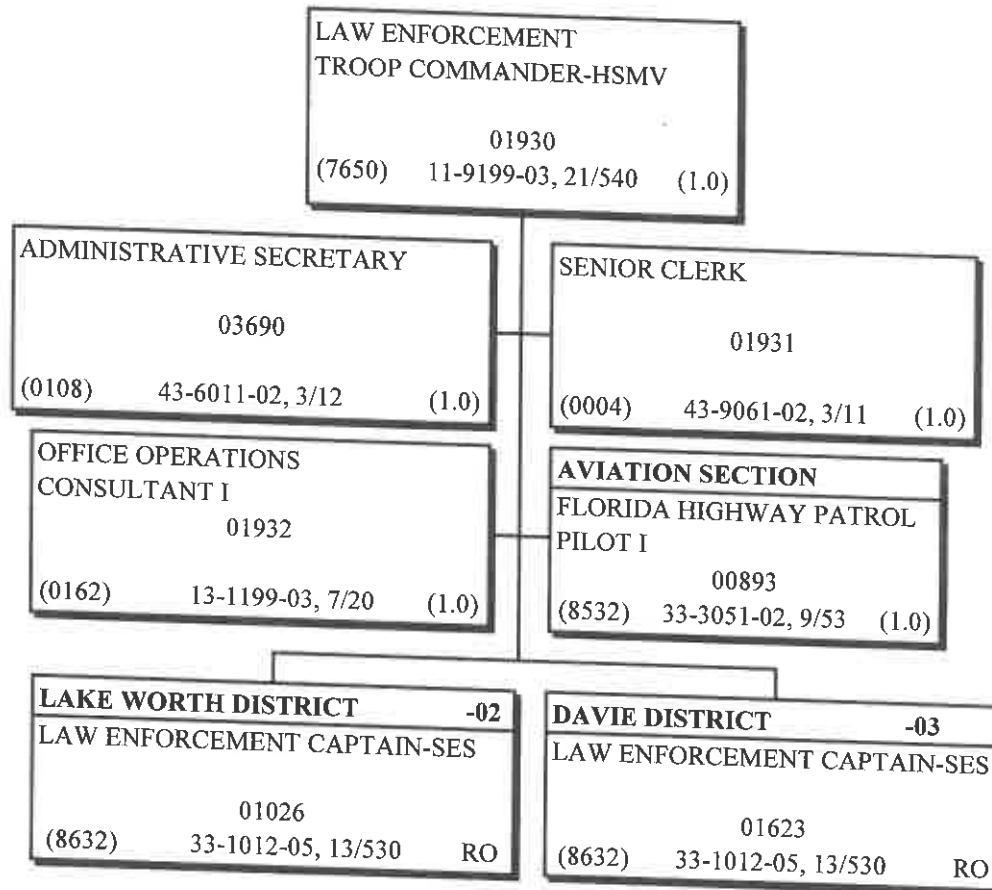 LAW ENFORCEMENT
TROOP COMMANDER-HSMV
01930
(7650) 11-9199-03, 21/540 (1.0)
ADMINISTRATIVE SECRETARY
03690
(0108) 43-6011-02, 3/12 (1.0)
SENIOR CLERK
01931
(0004) 43-9061-02, 3/11 (1.0)
OFFICE OPERATIONS
CONSULTANT I
01932
(0162) 13-1199-03, 7/20 (1.0)
AVIATION SECTION
FLORIDA HIGHWAY PATROL
PILOT I
00893
(8532) 33-3051-02, 9/53 (1.0)
LAKE WORTH DISTRICT -02
LAW ENFORCEMENT CAPTAIN-SES
01026
(8632) 33-1012-05, 13/530 RO
DAVIE DISTRICT -03
LAW ENFORCEMENT CAPTAIN-SES
01623
(8632) 33-1012-05, 13/530 RO